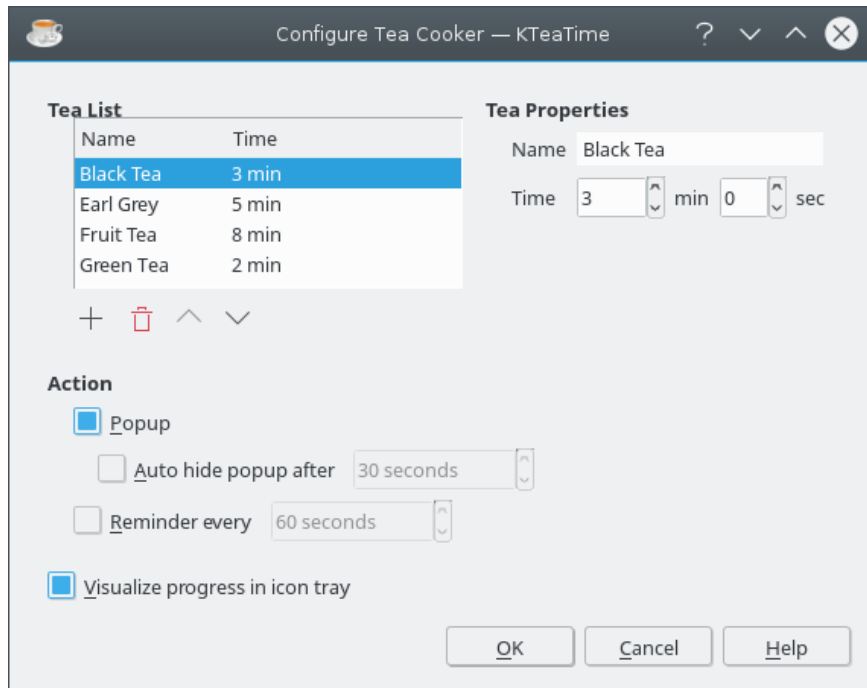 Configure Tea Cooker — KTeaTime
Tea List
Name Time
Black Tea 3 min
Earl Grey 5 min
Fruit Tea 8 min
Green Tea 2 min
Tea Properties
Name Black Tea
Time 3 min 0 sec
Action
Popup
Auto hide popup after 30 seconds
Reminder every 60 seconds
Visualize progress in icon tray
OK Cancel Help